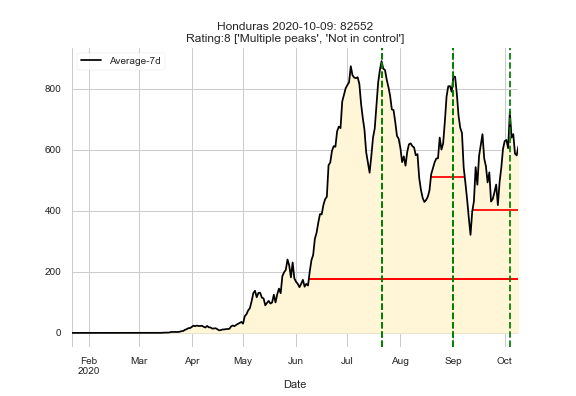 Honduras 2020-10-09: 82552
Rating:8 ['Multiple peaks', 'Not in control']
Average-7d
800
600
400
200
0
Feb
2020
Mar
Apr
May
Jun
Jul
Aug
Sep
Oct
Date